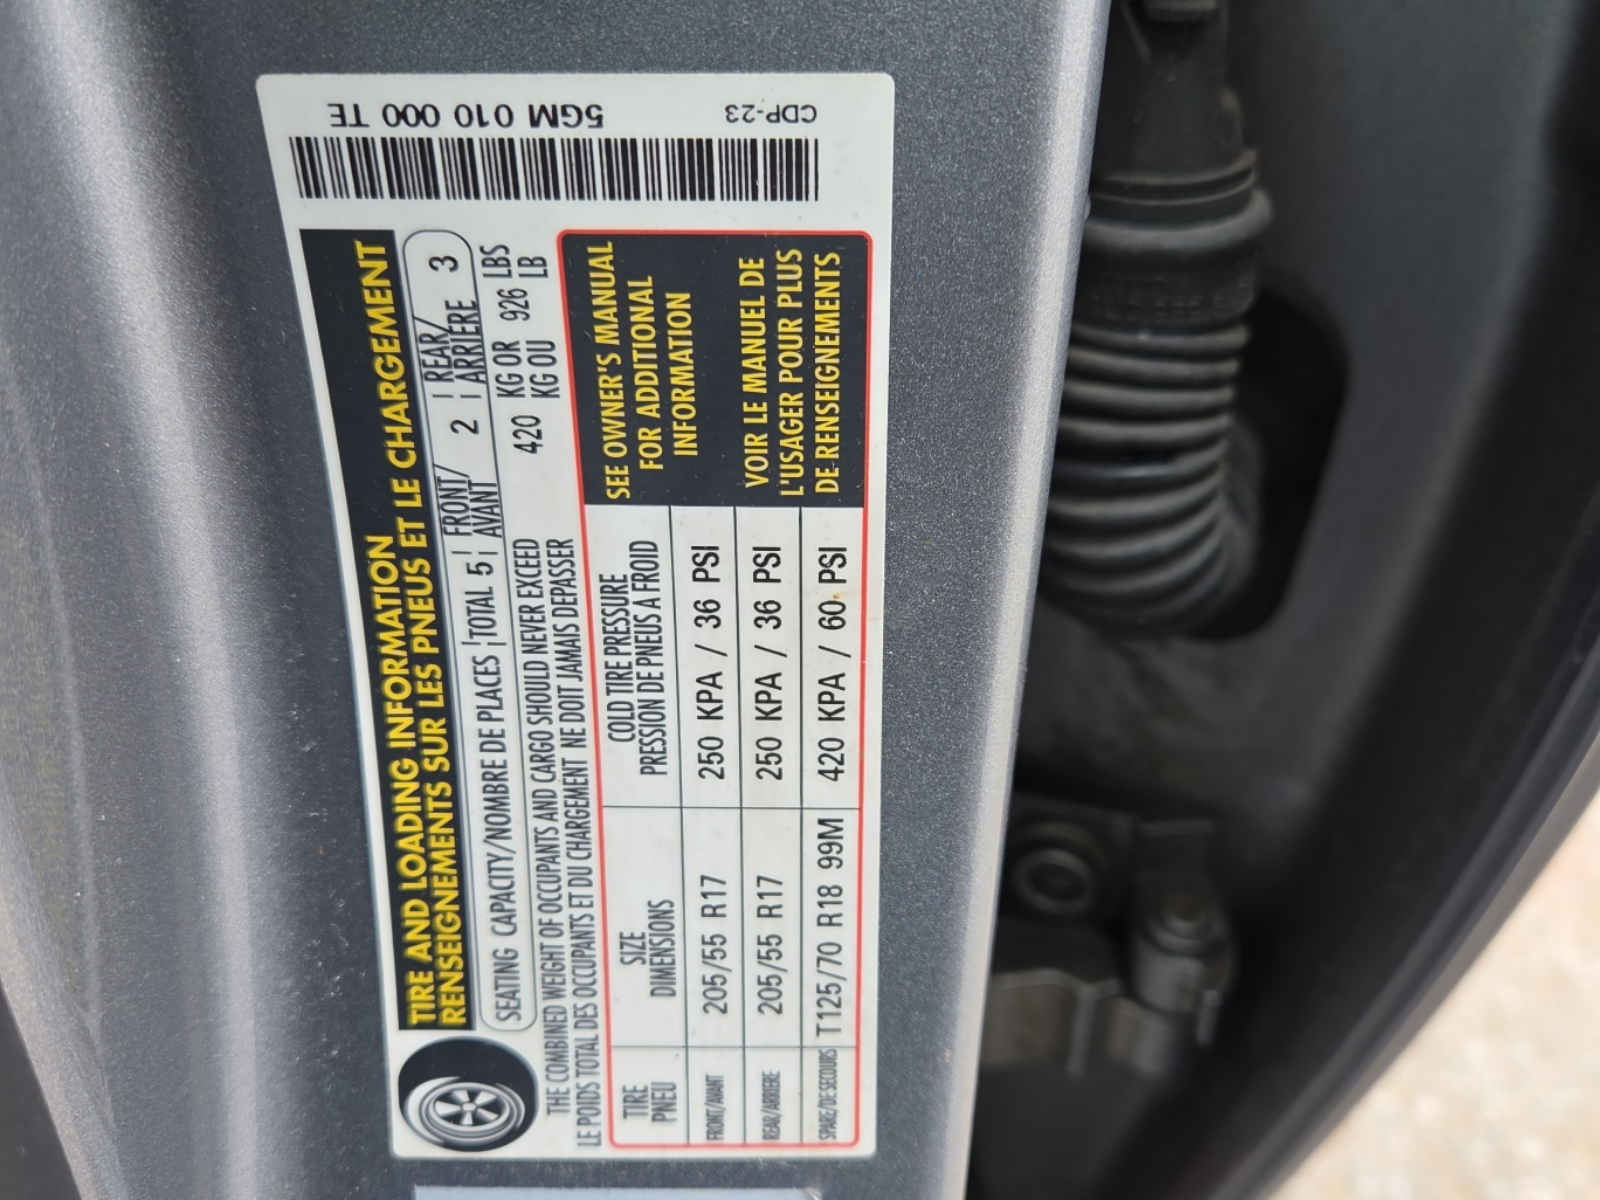 5GM 010 000 TE
CDP-23
TIRE AND LOADING INFORMATION
RENSEIGNEMENTS SUR LES PNEUS ET LE CHARGEMENT
SEATING CAPACITY/NOMBRE DE PLACES | TOTAL 5 | FRONT/ AVANT 2 | REAR/ ARRIÈRE 3
THE COMBINED WEIGHT OF OCCUPANTS AND CARGO SHOULD NEVER EXCEED 420 KG OR 926 LBS
LE POIDS TOTAL DES OCCUPANTS ET DU CHARGEMENT NE DOIT JAMAIS DEPASSER KG OU LB
TIRE SIZE COLD TIRE PRESSURE
PNEU DIMENSIONS PRESSION DE PNEUS A FROID
FRONT/AVANT 205/55 R17 250 KPA / 36 PSI
REAR/ARRIERE 205/55 R17 250 KPA / 36 PSI
SPARE/DE SECOURS T125/70 R18 99M 420 KPA / 60 PSI
SEE OWNER'S MANUAL
FOR ADDITIONAL
INFORMATION
VOIR LE MANUEL DE
L'USAGER POUR PLUS
DE RENSEIGNEMENTS